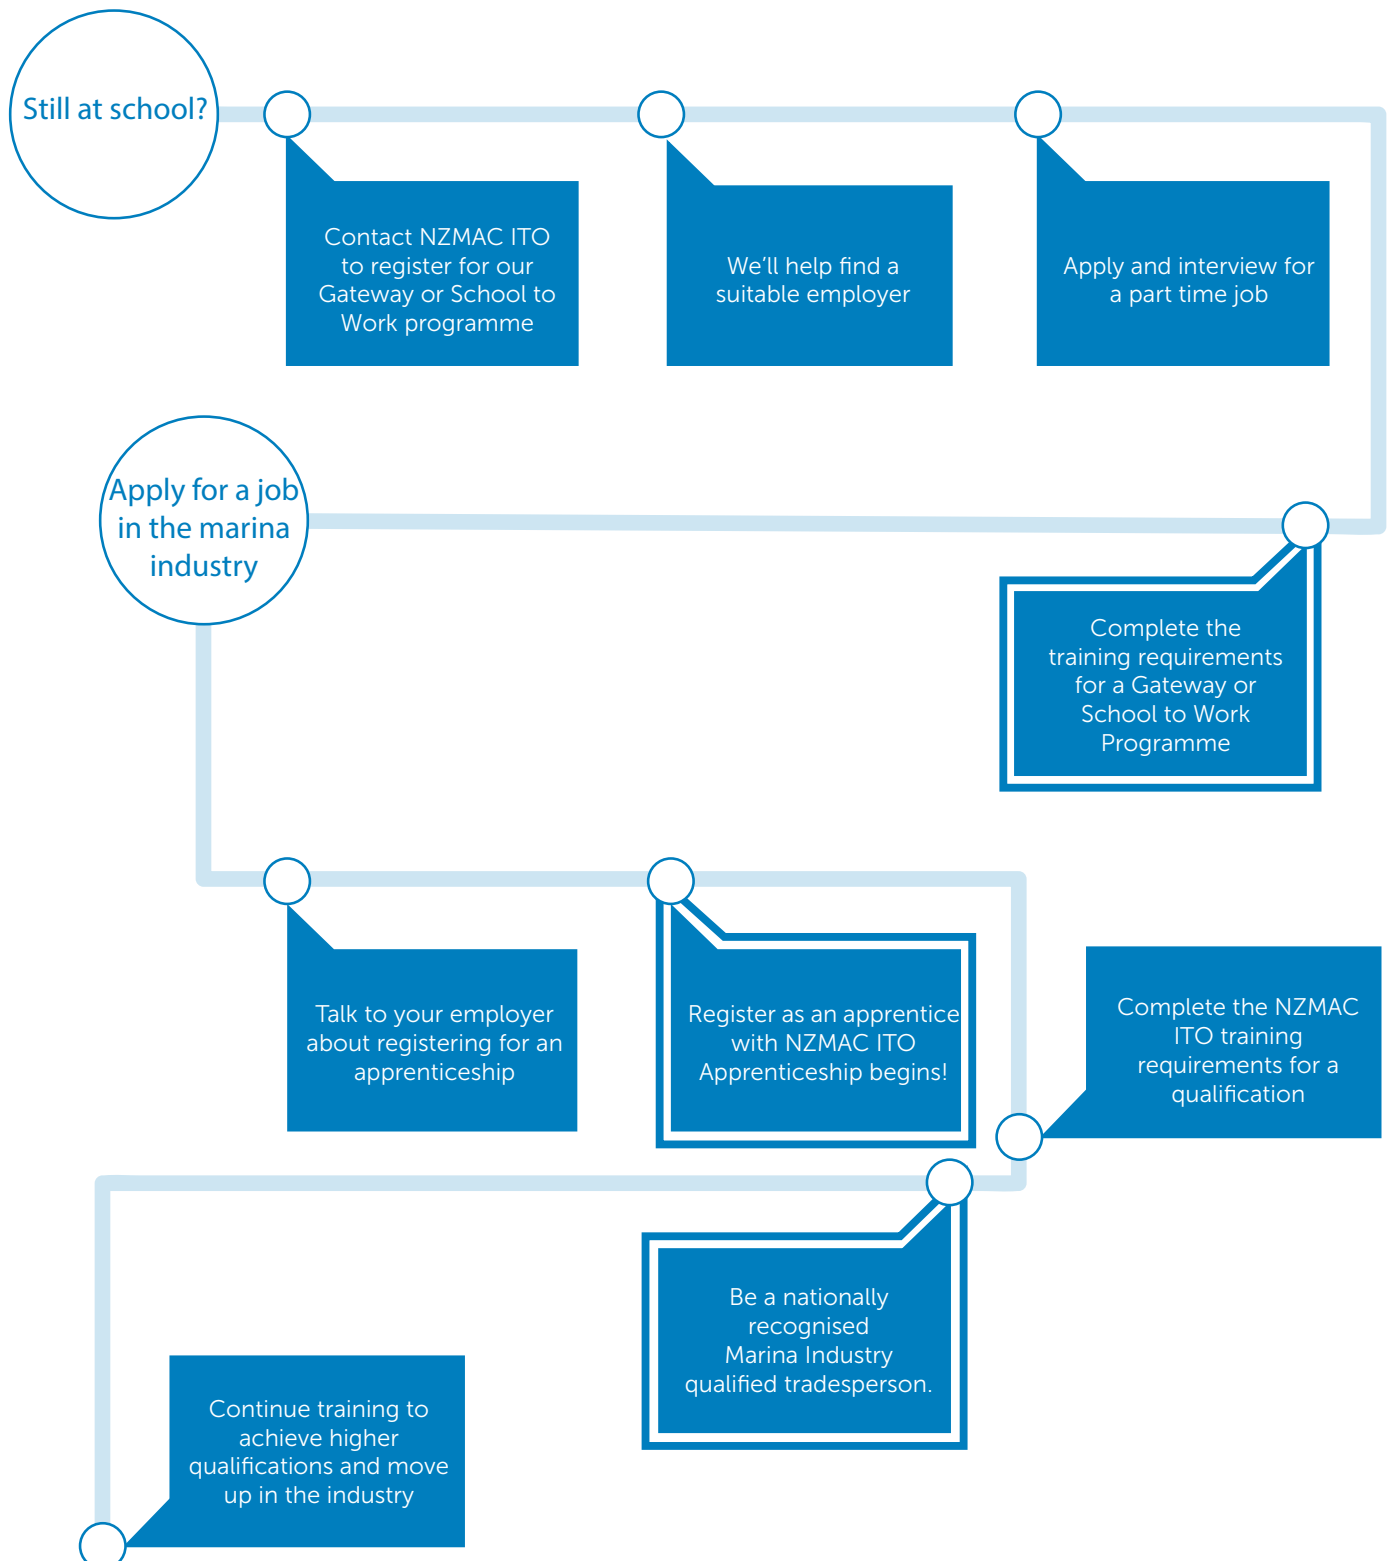 Still at school?
Contact NZMAC ITO
to register for our
Gateway or School to
Work programme
We'll help find a
suitable employer
Apply and interview for
a part time job
Apply for a job
in the marina
industry
Complete the
training requirements
for a Gateway or
School to Work
Programme
Talk to your employer
about registering for an
apprenticeship
Register as an apprentice
with NZMAC ITO
Apprenticeship begins!
Complete the NZMAC
ITO training
requirements for a
qualification
Be a nationally
recognised
Marina Industry
qualified tradesperson.
Continue training to
achieve higher
qualifications and move
up in the industry